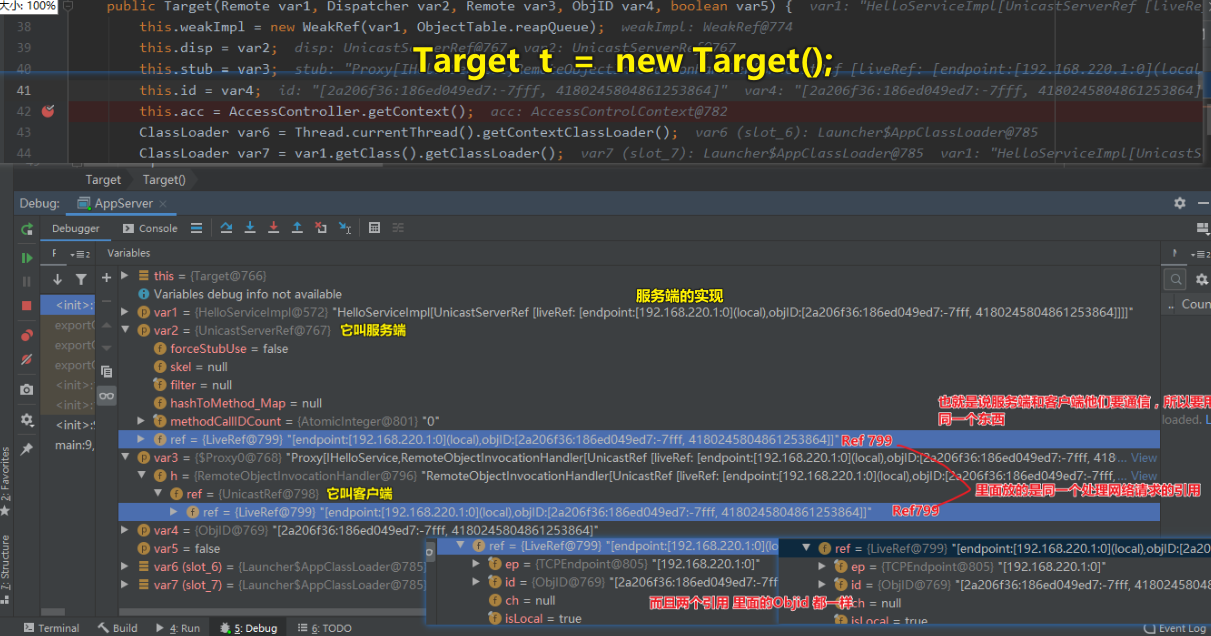 大小: 100%
public Target(Remote var1, Dispatcher var2, Remote var3, ObjID var4, boolean var5) { var1: "HelloServiceImpl[UnicastServerRef [liveRe
38 this.weakImpl = new WeakRef(var1, ObjectTable.reapQueue); weakImpl: WeakRef@774
39 this.disp = var2; disp: UnicastServerRef@767 var2: UnicastServerRef@767
Target t = new Target();
40 this.stub = var3; stub: "Proxy[IHello [liveRef: [endpoint:[192.168.220.1:0](local
41 this.id = var4; id: "[2a206f36:186ed049ed7:-7fff, 4180245804861253864]" var4: "[2a206f36:186ed049ed7:-7fff, 4180245804861253864]
42 this.acc = AccessController.getContext(); acc: AccessControlContext@782
43 ClassLoader var6 = Thread.currentThread().getContextClassLoader(); var6 (slot_6): Launcher$AppClassLoader@785
44 ClassLoader var7 = var1.getClass().getClassLoader(); var7 (slot_7): Launcher$AppClassLoader@785 var1: "HelloServiceImpl[UnicastS
Target Target()
Debug: AppServer
Debugger Console
F Variables
this = {Target@766}
Variables debug info not available
服务端的实现
<init>: var1 = {HelloServiceImpl@572} "HelloServiceImpl[UnicastServerRef [liveRef: [endpoint:[192.168.220.1:0](local),objID:[2a206f36:186ed049ed7:-7fff, 4180245804861253864]]]]"
Coun
export var2 = {UnicastServerRef@767} 它叫服务端
export forceStubUse = false
export skel = null
<init>: filter = null
<init>: hashToMethod_Map = null
也就是说服务端和客户端他们要通信，所以要用
同一个东西
<init>: methodCallIDCount = {AtomicInteger@801} "0"
loaded.
main:9, ref = {LiveRef@799} "[endpoint:[192.168.220.1:0](local),objID:[2a206f36:186ed049ed7:-7fff, 4180245804861253864]]" Ref 799
var3 = {$Proxy0@768} "Proxy[IHelloService,RemoteObjectInvocationHandler[UnicastRef [liveRef: [endpoint:[192.168.220.1:0](local),objID:[2a206f36:186ed049ed7:-7fff, 418... View
h = {RemoteObjectInvocationHandler@796} "RemoteObjectInvocationHandler[UnicastRef [liveRef: [endpoint:[192.168.220.1:0](local),objID:[2a206f36:186ed049ed7:-7fff, ... View
ref = {UnicastRef@798} 它叫客户端
里面放的是同一个处理网络请求的引用
ref = {LiveRef@799} "[endpoint:[192.168.220.1:0](local),objID:[2a206f36:186ed049ed7:-7fff, 4180245804861253864]]" Ref799
var4 = {ObjID@769} "[2a206f36:186ed049ed7:-7fff, 4180245804861253864]"
var5 = false
var6 (slot_6) = {Launcher$AppClassLoader@785
var7 (slot_7) = {Launcher$AppClassLoader@785
ref = {LiveRef@799} "[endpoint:[192.168.220.1:0](lo
ep = {TCPEndpoint@805} "[192.168.220.1:0]"
id = {ObjID@769} "[2a206f36:186ed049ed7:-7ff
ch = null
isLocal = true
ref = {LiveRef@799} "[endpoint:[192.168.220.1:0](local),objID:[2a20
ep = {TCPEndpoint@805} "[192.168.220.1:0]"
id = {ObjID@769} "[2a206f36:186ed049ed7:-7fff, 41802458048
ch = null
isLocal = true
而且两个引用 里面的Objid 都一样
2: Favorites
Z: Structure
Terminal Build 4: Run 5: Debug 6: TODO Event Log